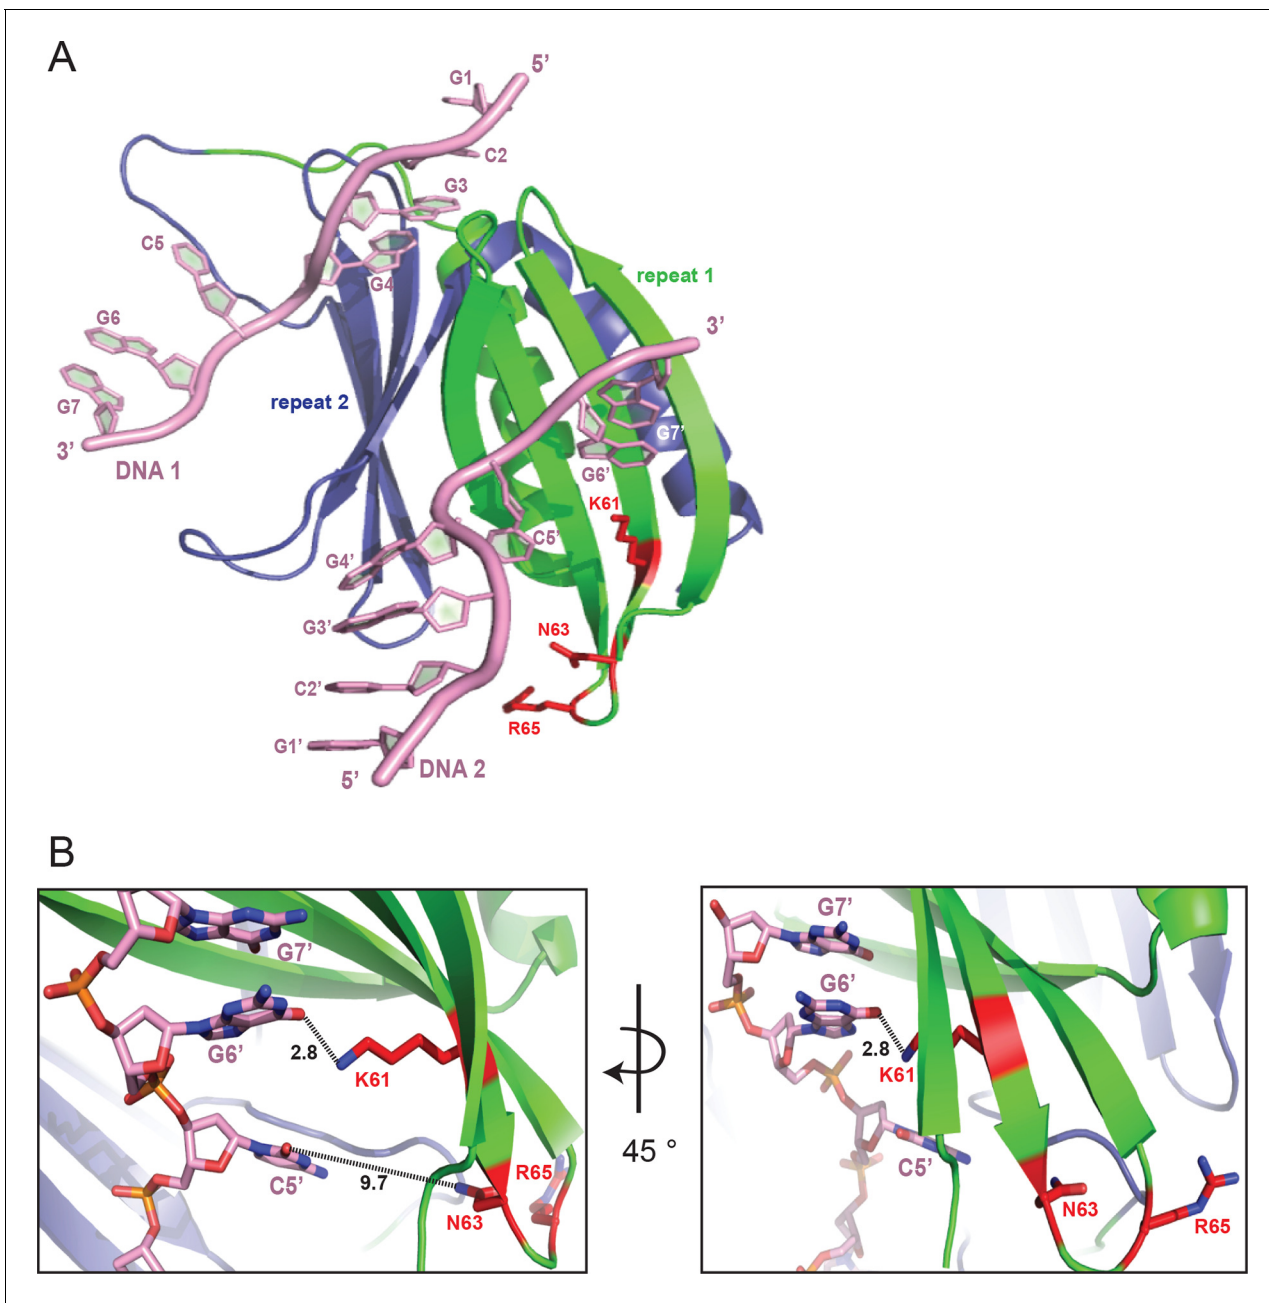 A
5’
G1
C2
G3
C5
G4
repeat 1
G6
3’
G7
repeat 2
G7’
3’
DNA 1
G6’
K61
C5’
G4’
G3’
N63
C2’
R65
G1’
DNA 2
5’
B
G7’
G6’
2.8
K61
C5’
9.7
R65
N63
45 °
G7’
G6’
2.8
K61
C5’
N63
R65